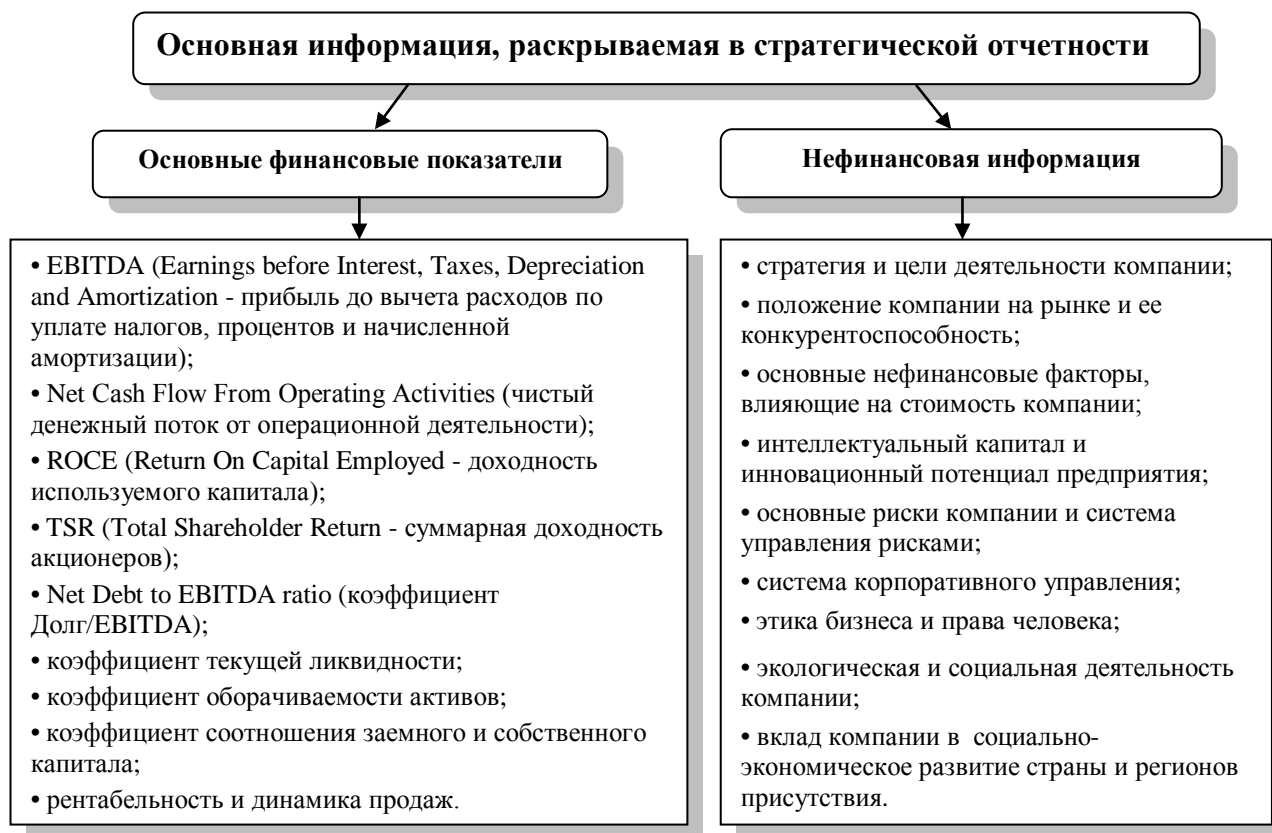 Основная информация, раскрываемая в стратегической отчетности
Основные финансовые показатели
• EBITDA (Earnings before Interest, Taxes, Depreciation
and Amortization - прибыль до вычета расходов по
уплате налогов, процентов и начисленной
амортизации);
• Net Cash Flow From Operating Activities (чистый
денежный поток от операционной деятельности);
• ROCE (Return On Capital Employed - доходность
используемого капитала);
• TSR (Total Shareholder Return - суммарная доходность
акционеров);
• Net Debt to EBITDA ratio (коэффициент
Долг/EBITDA);
• коэффициент текущей ликвидности;
• коэффициент оборачиваемости активов;
• коэффициент соотношения заемного и собственного
капитала;
• рентабельность и динамика продаж.
Нефинансовая информация
• стратегия и цели деятельности компании;
• положение компании на рынке и ее
конкурентоспособность;
• основные нефинансовые факторы,
влияющие на стоимость компании;
• интеллектуальный капитал и
инновационный потенциал предприятия;
• основные риски компании и система
управления рисками;
• система корпоративного управления;
• этика бизнеса и права человека;
• экологическая и социальная деятельность
компании;
• вклад компании в социально-
экономическое развитие страны и регионов
присутствия.